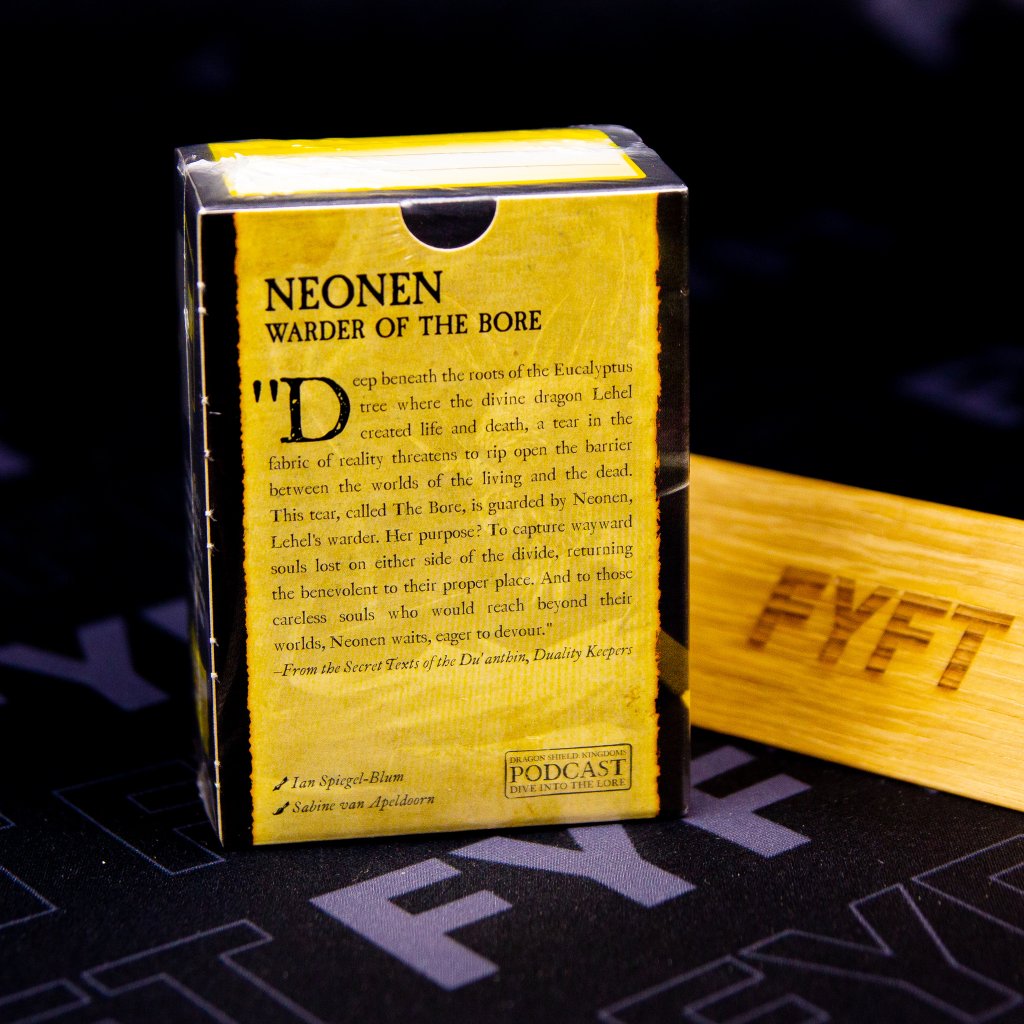 NEONEN
WARDER OF THE BORE
"Deep beneath the roots of the Eucalyptus
tree where the divine dragon Lehel
created life and death, a tear in the
fabric of reality threatens to rip open the barrier
between the worlds of the living and the dead.
This tear, called The Bore, is guarded by Neonen,
Lehel's warder. Her purpose? To capture wayward
souls lost on either side of the divide, returning
the benevolent to their proper place. And to those
careless souls who would reach beyond their
worlds, Neonen waits, eager to devour."
–From the Secret Texts of the Du'anthin, Duality Keepers
Ian Spiegel-Blum
Sabine van Apeldoorn
DRAGON SHIELD: KINGDOMS
PODCAST
DIVE INTO THE LORE
FYFT
FYFT